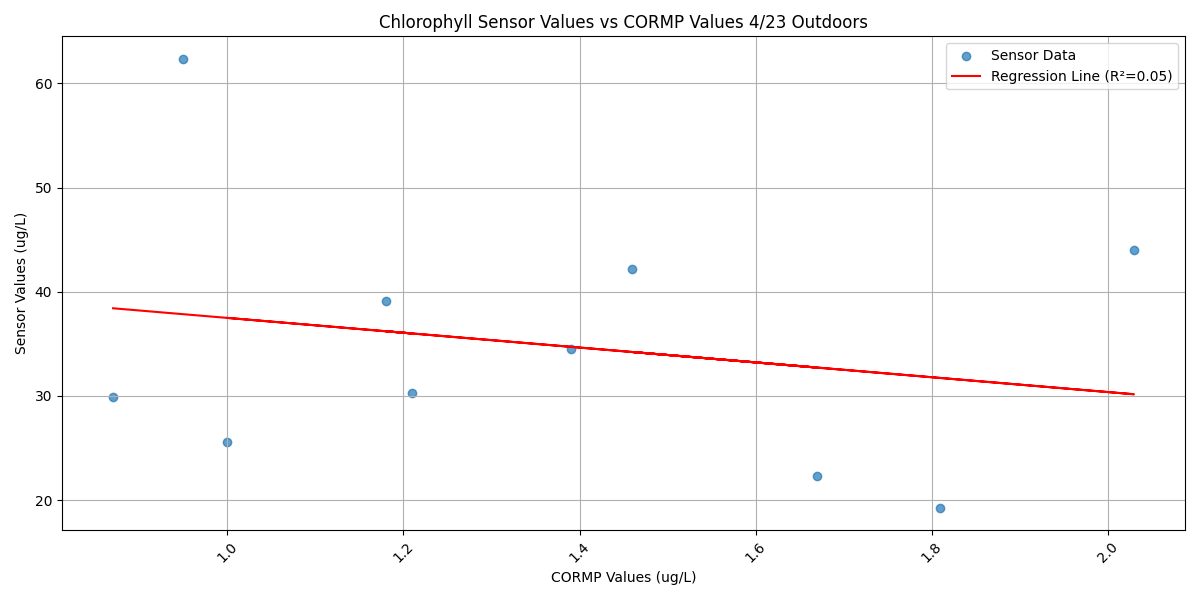 Chlorophyll Sensor Values vs CORMP Values 4/23 Outdoors
Sensor Data
Regression Line (R²=0.05)
Sensor Values (ug/L)
60
50
40
30
20
1.0
1.2
1.4
1.6
1.8
2.0
CORMP Values (ug/L)